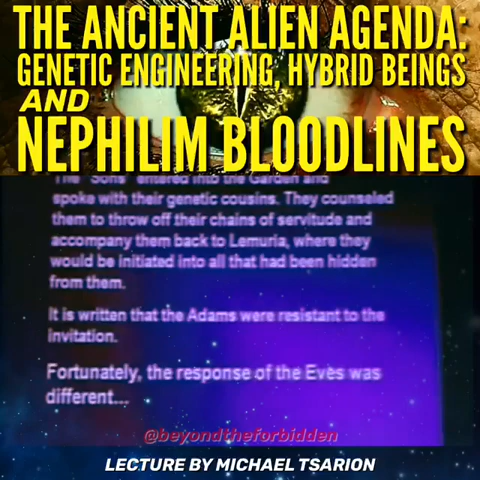 THE ANCIENT ALIEN AGENDA:
GENETIC ENGINEERING, HYBRID BEINGS
AND
NEPHILIM BLOODLINES
The "Sons" entered into the Garden and
spoke with their genetic cousins. They counseled
them to throw off their chains of servitude and
accompany them back to Lemuria, where they
would be initiated into all that had been hidden
from them.
It is written that the Adams were resistant to the
invitation.
Fortunately, the response of the Eves was
different...
@beyondtheforbidden
LECTURE BY MICHAEL TSARION